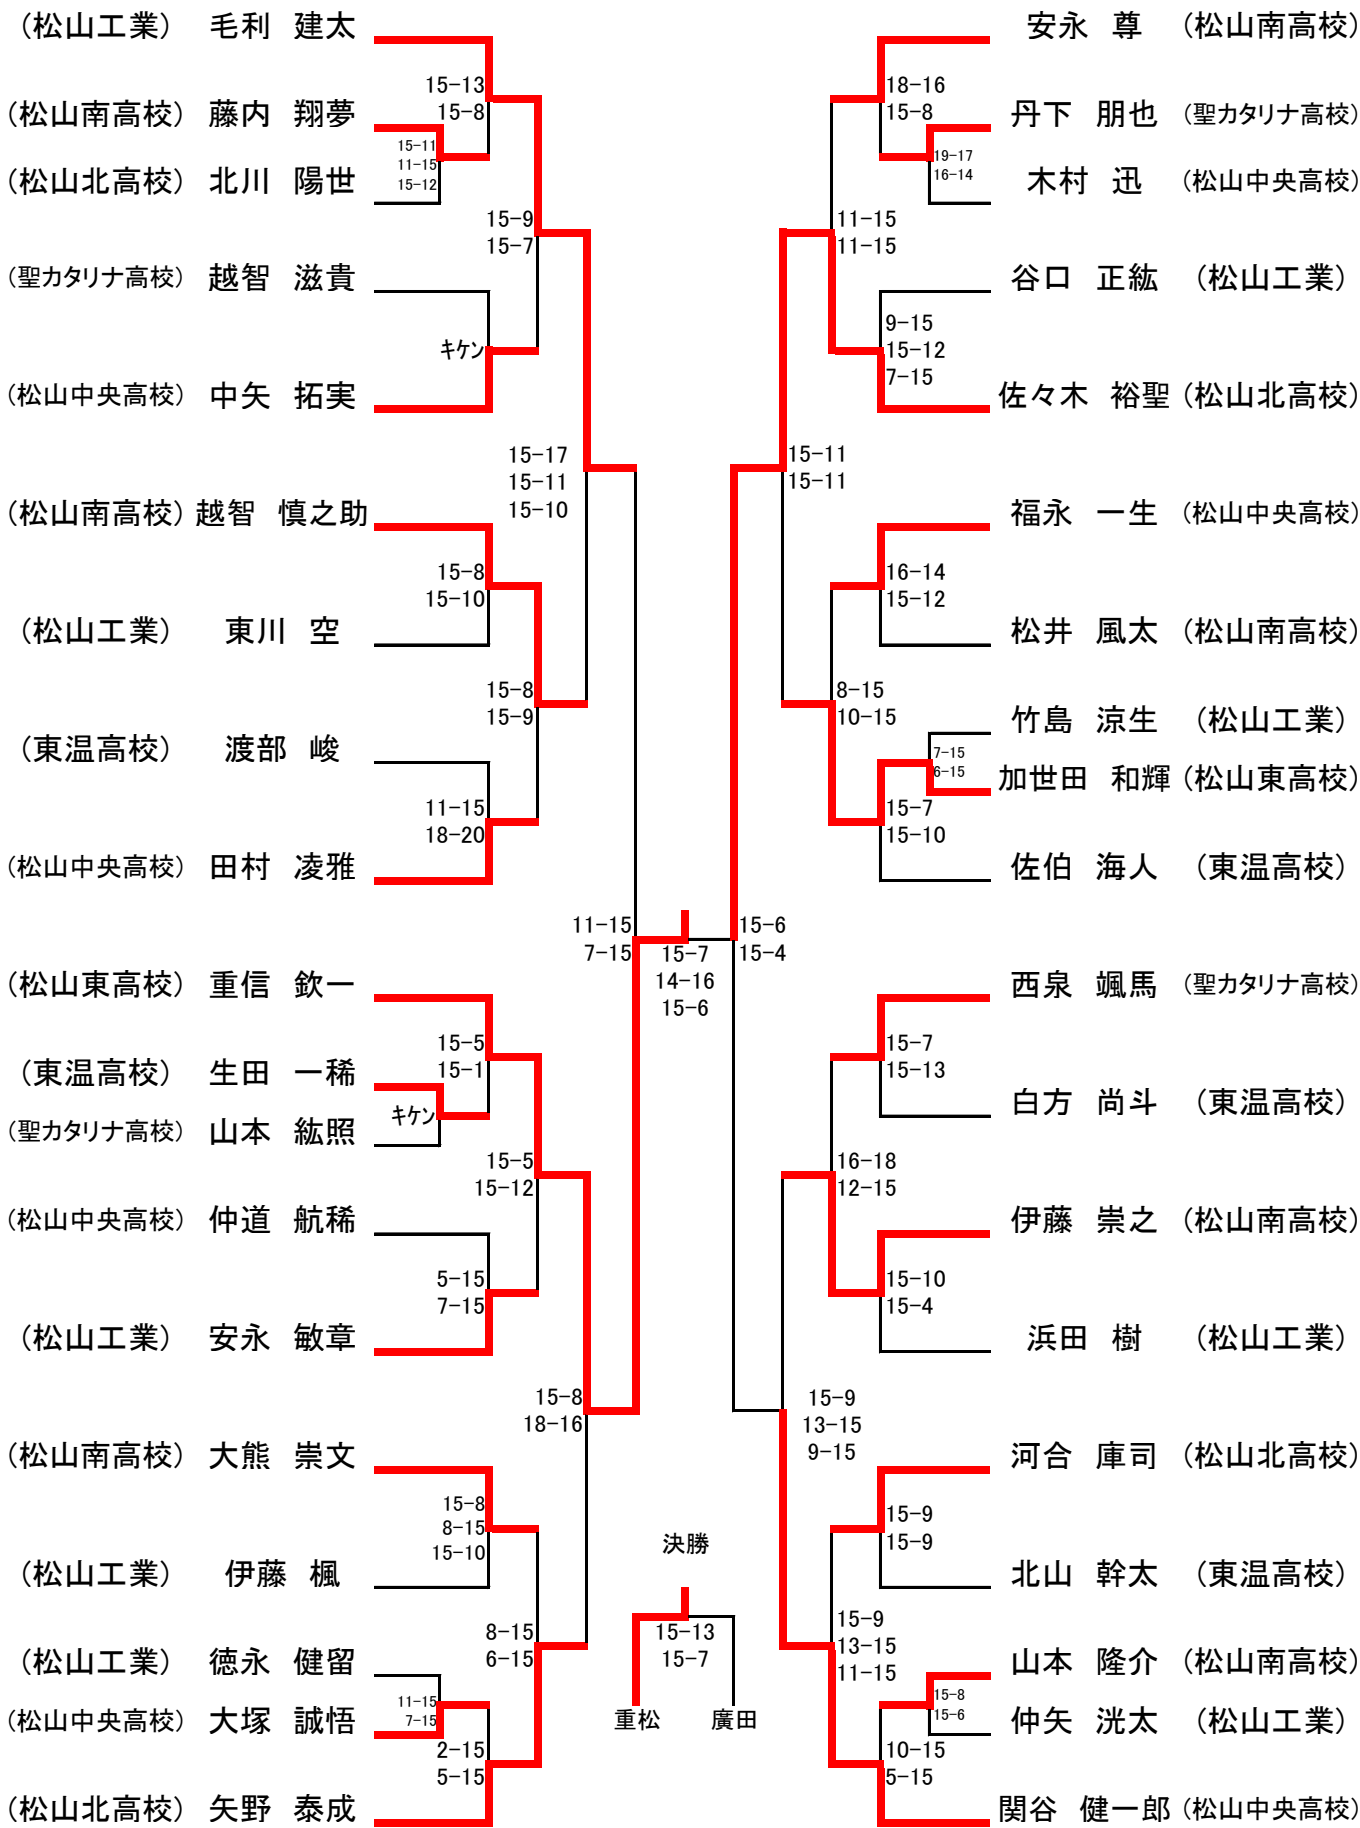 (松山工業) 毛利 建太
15-13
15-8
(松山南高校) 藤内 翔夢
15-11
11-15
15-12
(松山北高校) 北川 陽世
15-9
15-7
(聖カタリナ高校) 越智 滋貴
キケン
(松山中央高校) 中矢 拓実
15-17
15-11
15-10
(松山南高校) 越智 慎之助
15-8
15-10
(松山工業) 東川 空
15-8
15-9
(東温高校) 渡部 峻
11-15
18-20
(松山中央高校) 田村 凌雅
11-15
7-15
(松山東高校) 重信 欽一
15-5
15-1
(東温高校) 生田 一稀
キケン
(聖カタリナ高校) 山本 紘照
15-5
15-12
(松山中央高校) 仲道 航稀
5-15
7-15
(松山工業) 安永 敏章
15-8
18-16
(松山南高校) 大熊 崇文
15-8
8-15
15-10
(松山工業) 伊藤 楓
8-15
6-15
(松山工業) 徳永 健留
11-15
7-15
(松山中央高校) 大塚 誠悟
2-15
5-15
(松山北高校) 矢野 泰成
15-7
14-16
15-6
決勝
15-13
15-7
重松 廣田
安永 尊 (松山南高校)
18-16
15-8
丹下 朋也 (聖カタリナ高校)
19-17
16-14
木村 迅 (松山中央高校)
11-15
11-15
谷口 正紘 (松山工業)
9-15
15-12
7-15
佐々木 裕聖 (松山北高校)
15-11
15-11
福永 一生 (松山中央高校)
16-14
15-12
松井 風太 (松山南高校)
8-15
10-15
竹島 涼生 (松山工業)
7-15
6-15
加世田 和輝 (松山東高校)
15-7
15-10
佐伯 海人 (東温高校)
15-6
15-4
西泉 颯馬 (聖カタリナ高校)
15-7
15-13
白方 尚斗 (東温高校)
16-18
12-15
伊藤 崇之 (松山南高校)
15-10
15-4
浜田 樹 (松山工業)
15-9
13-15
9-15
河合 庫司 (松山北高校)
15-9
15-9
北山 幹太 (東温高校)
15-9
13-15
11-15
山本 隆介 (松山南高校)
15-8
15-6
仲矢 洸太 (松山工業)
10-15
5-15
関谷 健一郎 (松山中央高校)